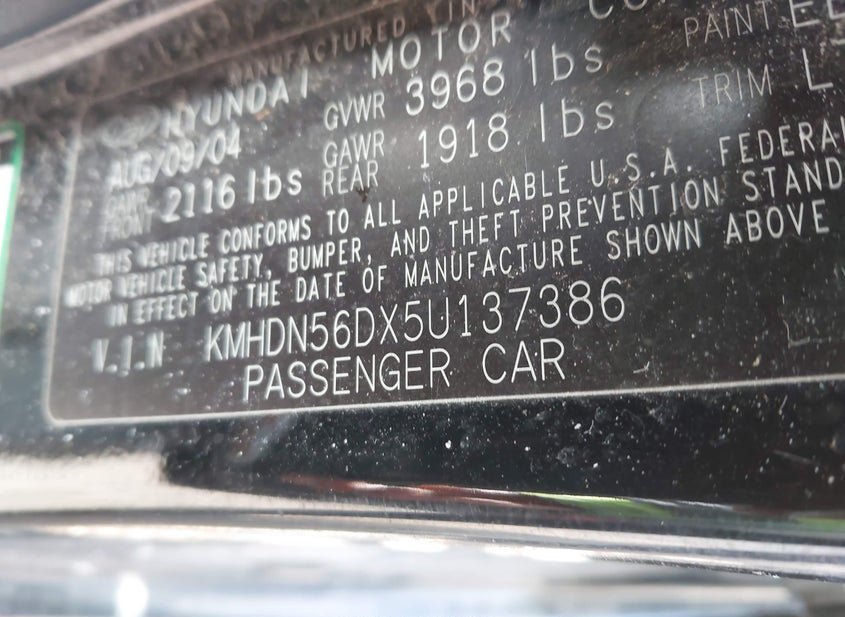 MANUFACTURED
HYUNDAI MOTOR CO
AUG/09/04 GVWR 3968 lbs PAINT
GAWR FRONT 2116 lbs GAWR REAR 1918 lbs TRIM L
THIS VEHICLE CONFORMS TO ALL APPLICABLE U.S.A. FEDERA
MOTOR VEHICLE SAFETY, BUMPER, AND THEFT PREVENTION STAND
IN EFFECT ON THE DATE OF MANUFACTURE SHOWN ABOVE
V.I.N KMHDN56DX5U137386
PASSENGER CAR